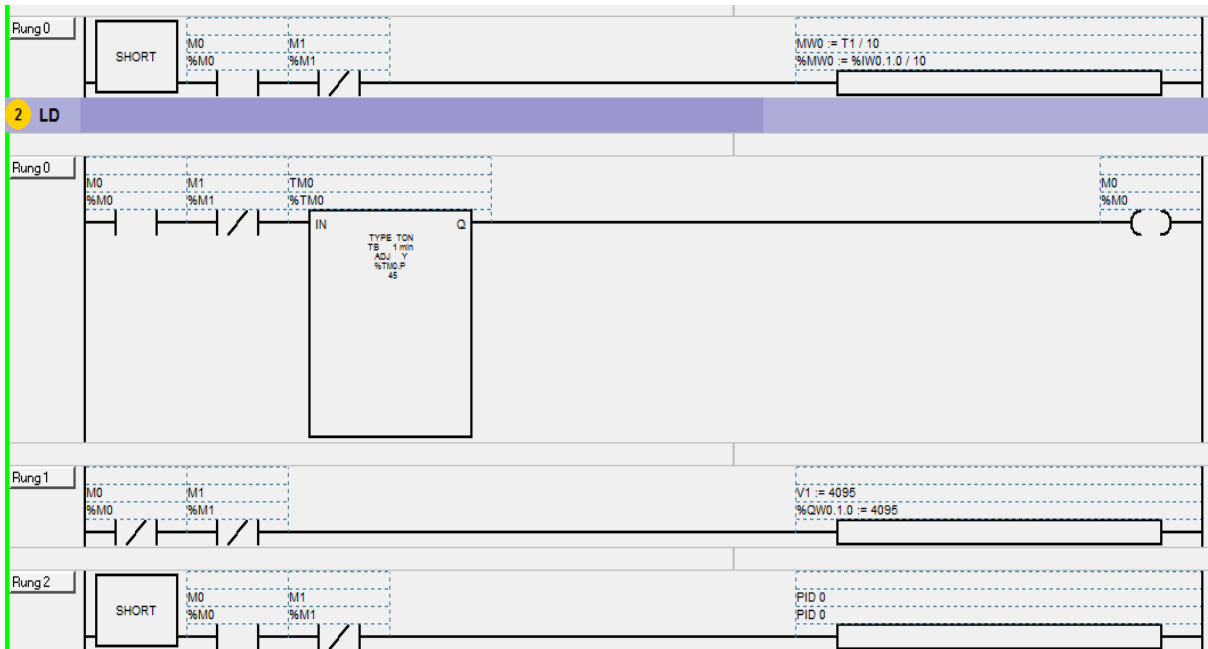 Rung 0
SHORT
M0 M1 MW0 := T1 / 10
%M0 %M1 %MW0 := %IW0.1.0 / 10
2 LD
Rung 0
M0 M1 TM0 M0
%M0 %M1 %TM0 %M0
IN Q
TYPE TON
TB 1 min
ADJ Y
%TM0.P
45
Rung 1
M0 M1 V1 := 4095
%M0 %M1 %QW0.1.0 := 4095
Rung 2
SHORT
M0 M1 PID 0
%M0 %M1 PID 0